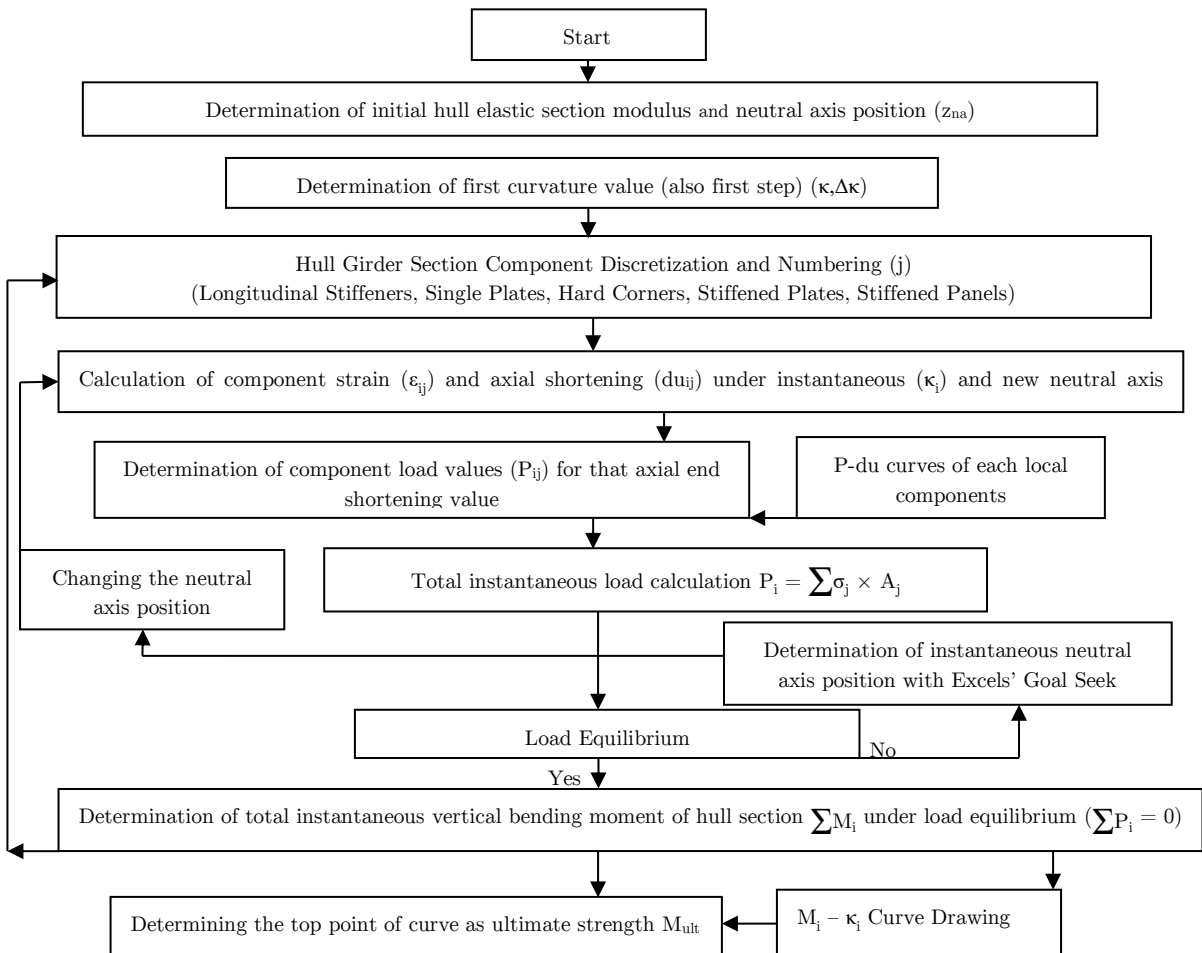 Start
Determination of initial hull elastic section modulus and neutral axis position (zna)
Determination of first curvature value (also first step) (κ,Δκ)
Hull Girder Section Component Discretization and Numbering (j)
(Longitudinal Stiffeners, Single Plates, Hard Corners, Stiffened Plates, Stiffened Panels)
Calculation of component strain (εij) and axial shortening (duij) under instantaneous (κi) and new neutral axis
Determination of component load values (Pij) for that axial end
shortening value
P-du curves of each local
components
Changing the neutral
axis position
Total instantaneous load calculation Pi = ∑σj × Aj
Determination of instantaneous neutral
axis position with Excels' Goal Seek
Load Equilibrium
No
Yes
Determination of total instantaneous vertical bending moment of hull section ∑Mi under load equilibrium (∑Pi = 0)
Determining the top point of curve as ultimate strength Mult
Mi – κi Curve Drawing